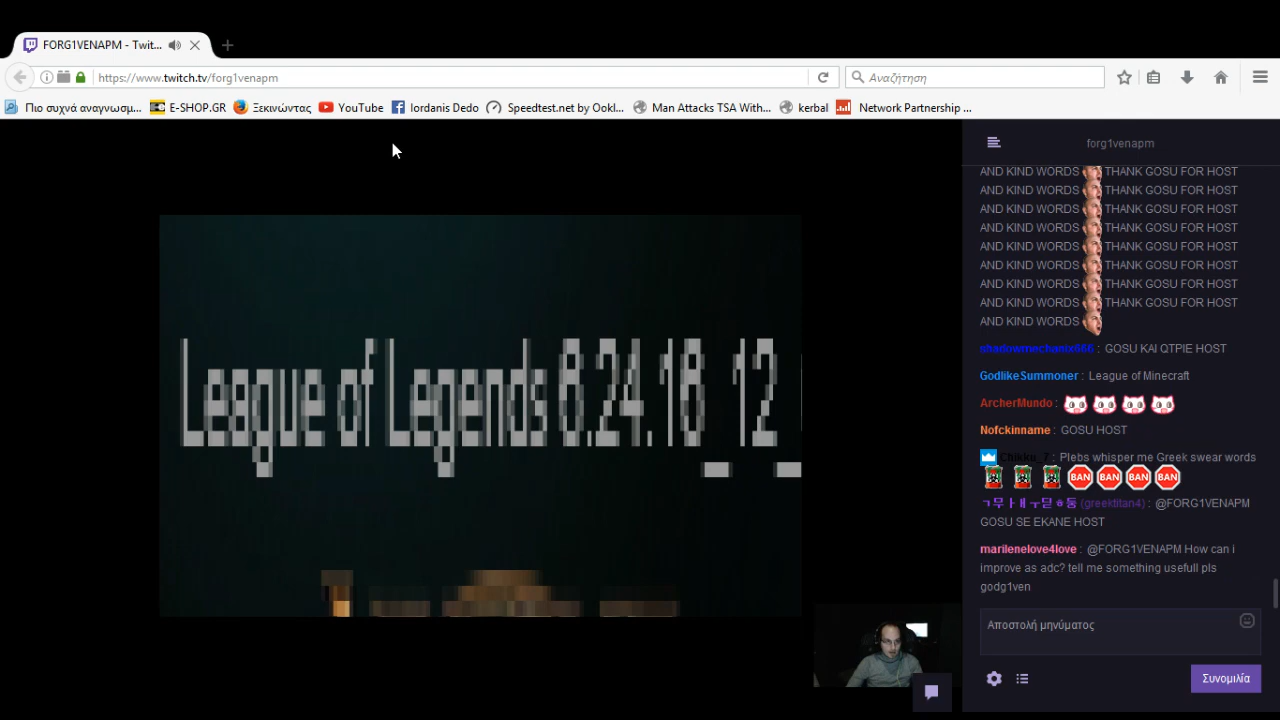 FORG1VENAPM - Twit...
https://www.twitch.tv/forg1venapm
Αναζήτηση
Πιο συχνά αναγνωσμ...
E-SHOP.GR
Ξεκινώντας
YouTube
Iordanis Dedo
Speedtest.net by Ookl...
Man Attacks TSA With...
kerbal
Network Partnership ...
League of Legends 6.24.16_12_
forg1venapm
AND KIND WORDS THANK GOSU FOR HOST
AND KIND WORDS THANK GOSU FOR HOST
AND KIND WORDS THANK GOSU FOR HOST
AND KIND WORDS THANK GOSU FOR HOST
AND KIND WORDS THANK GOSU FOR HOST
AND KIND WORDS THANK GOSU FOR HOST
AND KIND WORDS THANK GOSU FOR HOST
AND KIND WORDS THANK GOSU FOR HOST
AND KIND WORDS
shadowmechanix666 : GOSU KAI QTPIE HOST
GodlikeSummoner : League of Minecraft
ArcherMundo :
Nofckinname : GOSU HOST
Chikku_7 : Plebs whisper me Greek swear words
BAN BAN BAN BAN
(greektitan4) : @FORG1VENAPM
GOSU SE EKANE HOST
marilenelove4love : @FORG1VENAPM How can i
improve as adc? tell me something usefull pls
godg1ven
Αποστολή μηνύματος
Συνομιλία